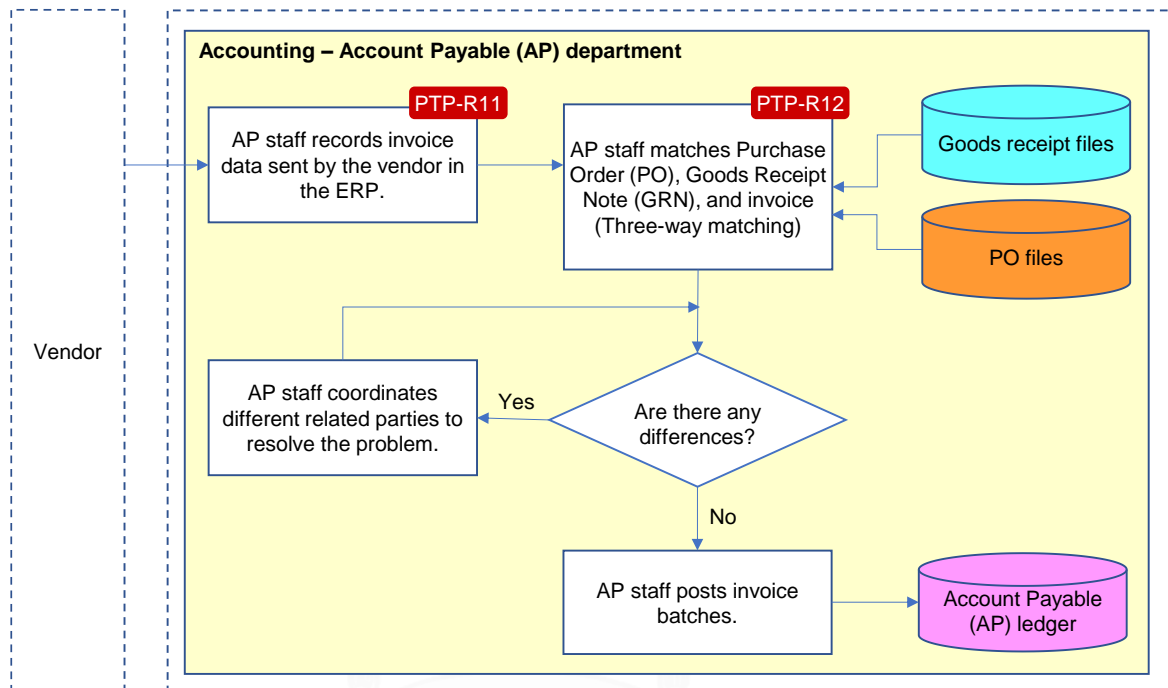 Accounting – Account Payable (AP) department
PTP-R11
PTP-R12
AP staff records invoice
data sent by the vendor in
the ERP.
AP staff matches Purchase
Order (PO), Goods Receipt
Note (GRN), and invoice
(Three-way matching)
Goods receipt files
PO files
Vendor
AP staff coordinates
different related parties to
resolve the problem.
Yes
Are there any
differences?
No
AP staff posts invoice
batches.
Account Payable
(AP) ledger